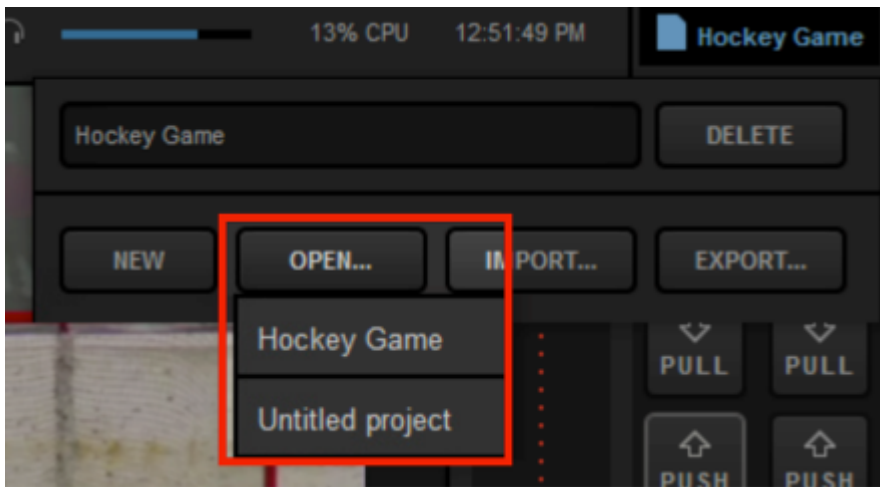 13% CPU 12:51:49 PM Hockey Game
Hockey Game DELETE
NEW OPEN... IMPORT... EXPORT...
Hockey Game
Untitled project
PULL PULL
PUSH PUSH